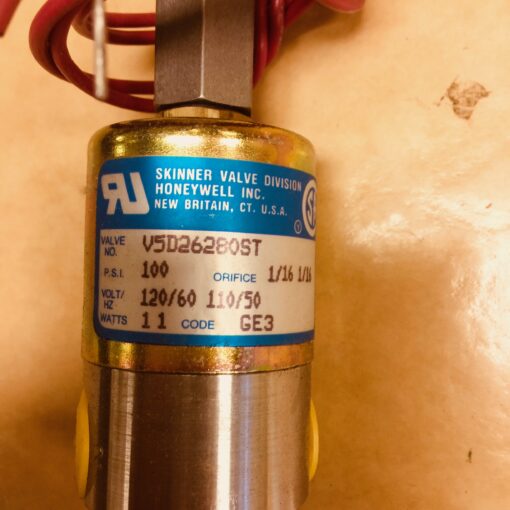 SKINNER VALVE DIVISION
HONEYWELL INC.
NEW BRITAIN, CT. U.S.A.
VALVE NO. V5D26280ST
P.S.I. 100 ORIFICE 1/16 1/16
VOLT/HZ 120/60 110/50
WATTS 11 CODE GE3